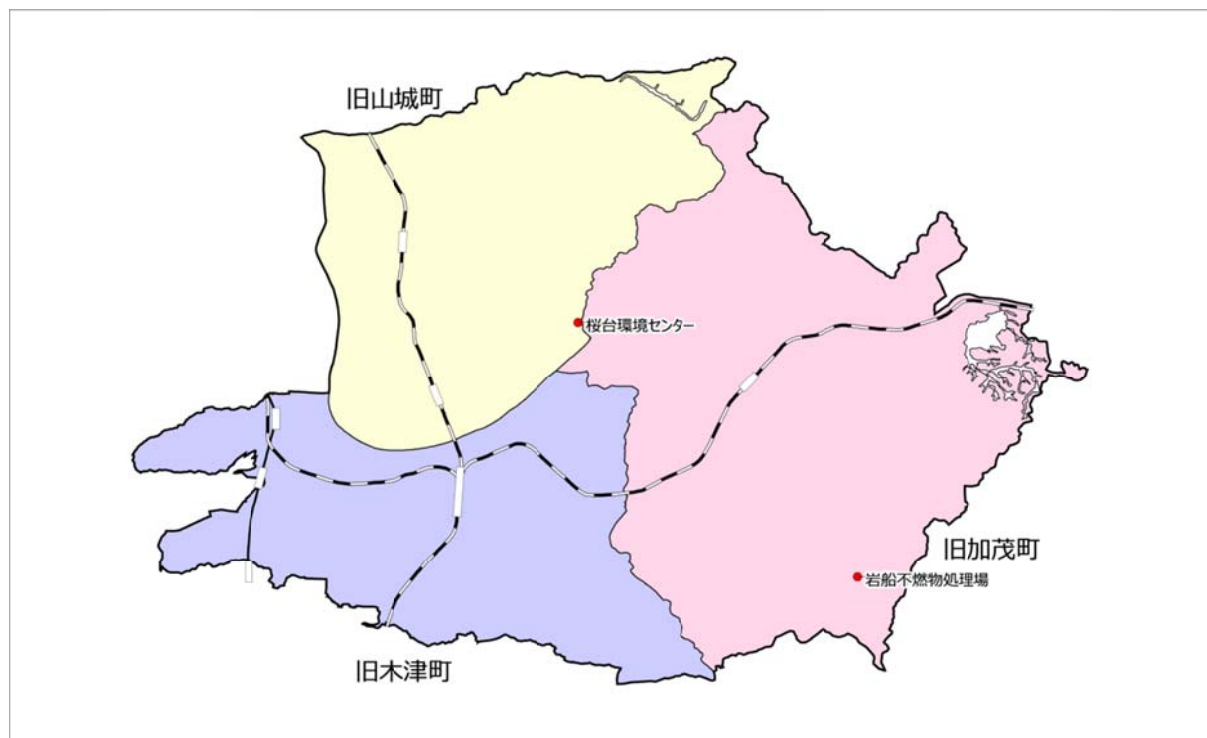 旧山城町
桜台環境センター
旧加茂町
岩船不燃物処理場
旧木津町